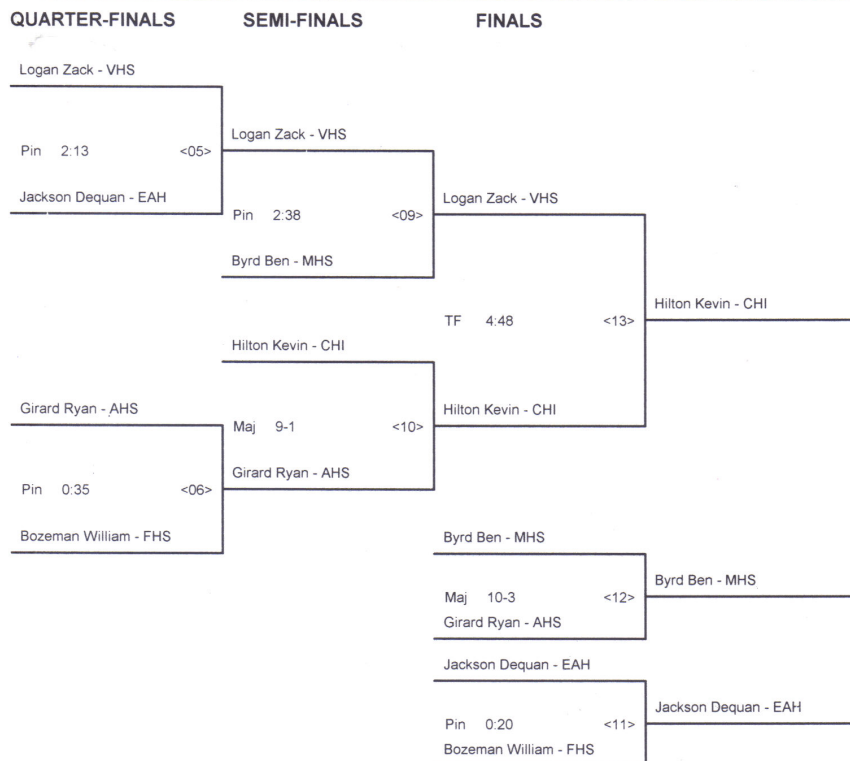 QUARTER-FINALS SEMI-FINALS FINALS
Logan Zack - VHS
Pin 2:13 <05>
Jackson Dequan - EAH
Logan Zack - VHS
Pin 2:38 <09>
Byrd Ben - MHS
Logan Zack - VHS
TF 4:48 <13>
Hilton Kevin - CHI
Hilton Kevin - CHI
Girard Ryan - AHS
Pin 0:35 <06>
Bozeman William - FHS
Maj 9-1 <10>
Girard Ryan - AHS
Hilton Kevin - CHI
Byrd Ben - MHS
Maj 10-3 <12>
Girard Ryan - AHS
Byrd Ben - MHS
Jackson Dequan - EAH
Pin 0:20 <11>
Bozeman William - FHS
Jackson Dequan - EAH